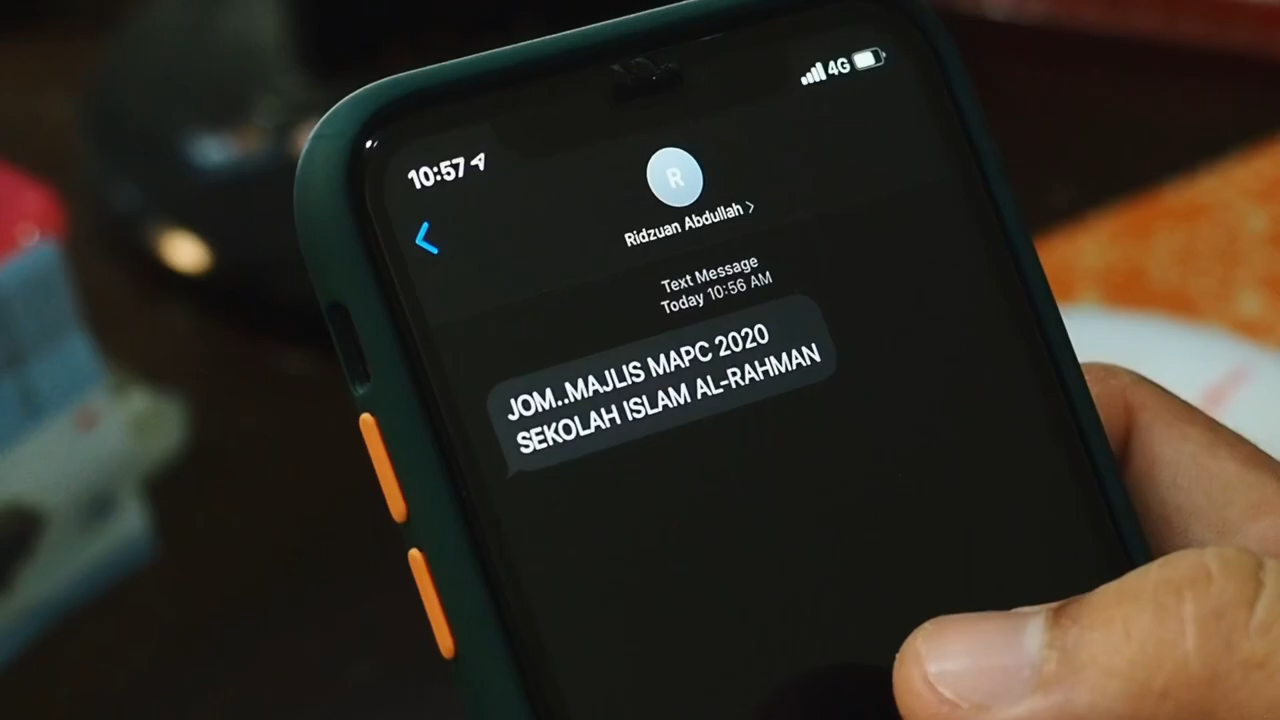 10:57
4G
R
Ridzuan Abdullah
Text Message
Today 10:56 AM
JOM..MAJLIS MAPC 2020
SEKOLAH ISLAM AL-RAHMAN